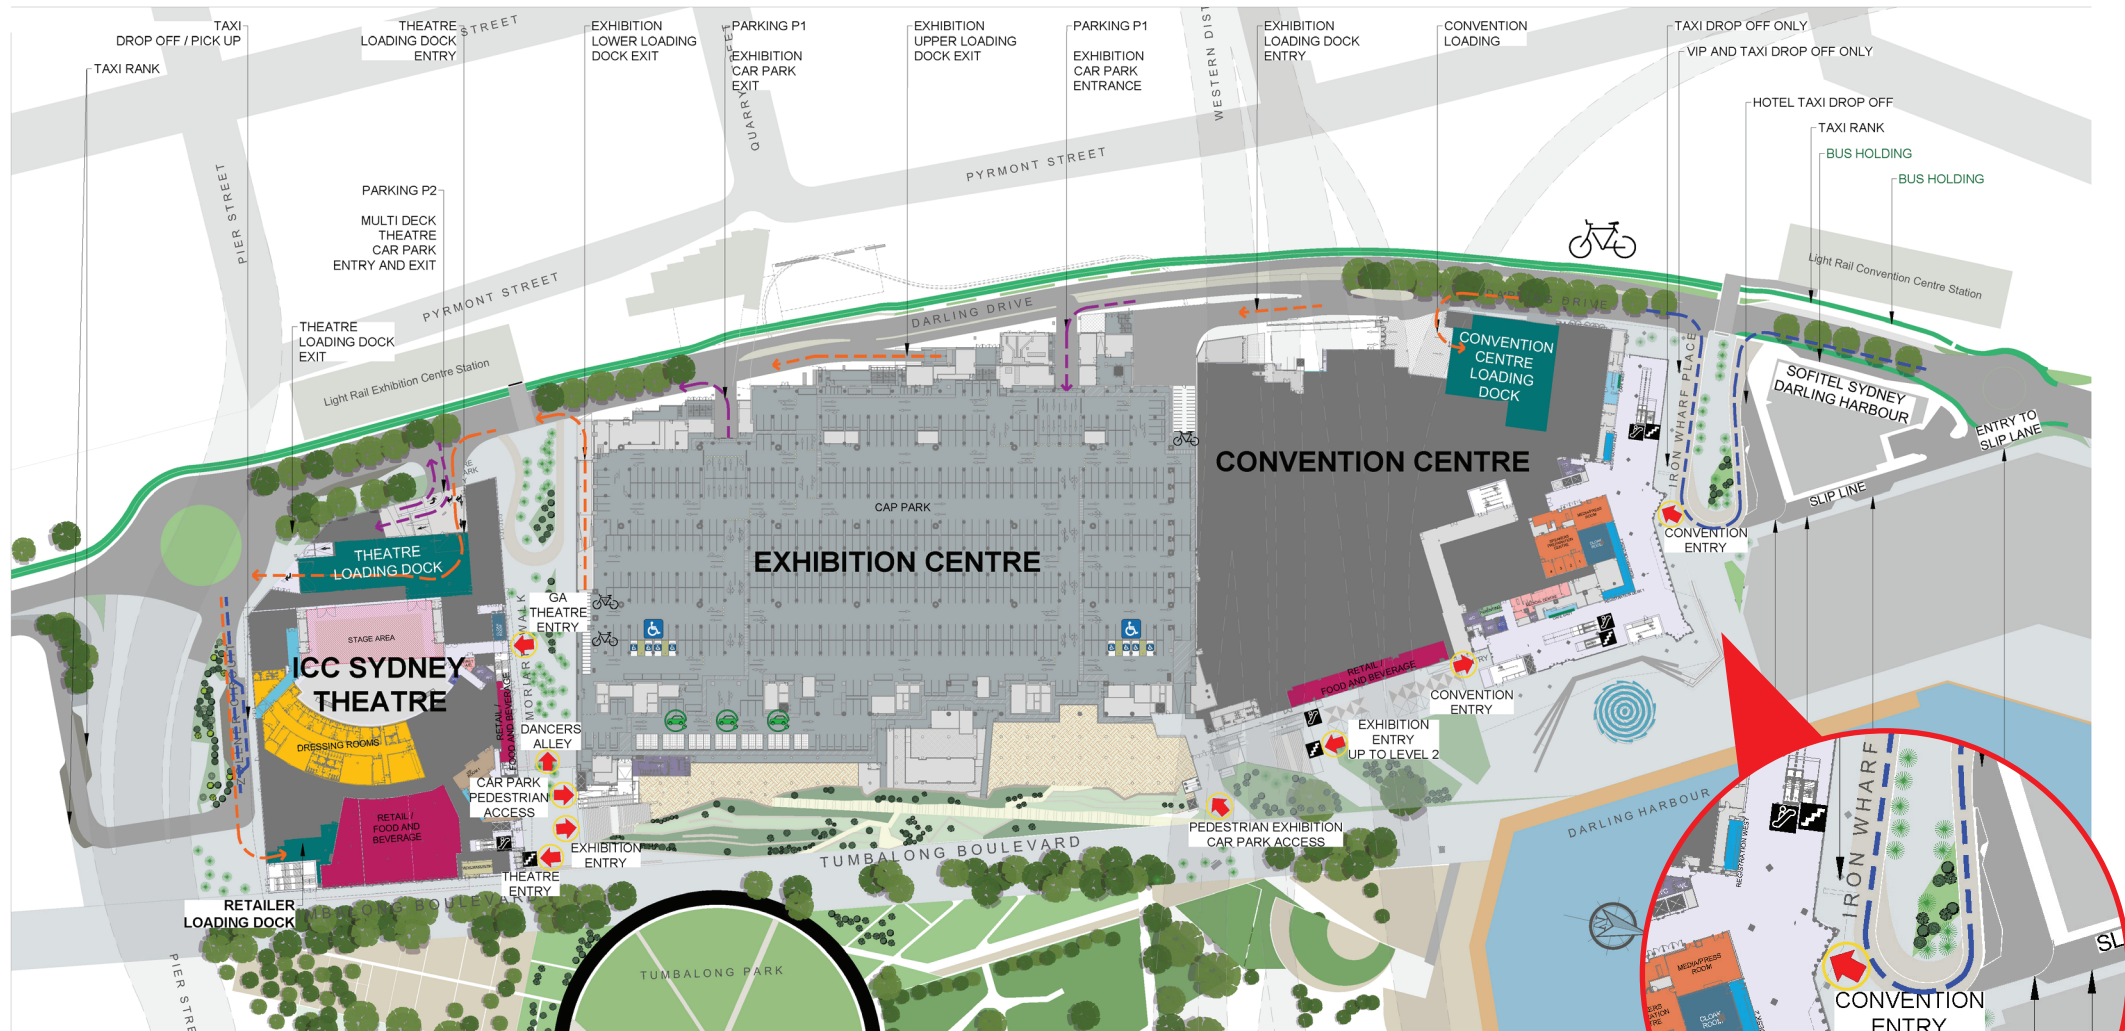 TAXI
DROP OFF / PICK UP
TAXI RANK
THEATRE
LOADING DOCK
ENTRY
STREET
EXHIBITION
LOWER LOADING
DOCK EXIT
PARKING P1
EXHIBITION
CAR PARK
EXIT
EXHIBITION
UPPER LOADING
DOCK EXIT
PARKING P1
EXHIBITION
CAR PARK
ENTRANCE
WESTERN DIST
EXHIBITION
LOADING DOCK
ENTRY
CONVENTION
LOADING
TAXI DROP OFF ONLY
VIP AND TAXI DROP OFF ONLY
HOTEL TAXI DROP OFF
TAXI RANK
BUS HOLDING
BUS HOLDING
PIER STREET
PARKING P2
MULTI DECK
THEATRE
CAR PARK
ENTRY AND EXIT
PYRMONT STREET
PYRMONT STREET
THEATRE
LOADING DOCK
EXIT
Light Rail Exhibition Centre Station
Light Rail Convention Centre Station
DARLING DRIVE
CONVENTION
CENTRE
LOADING
DOCK
IRON WHARF PLACE
SOFITEL SYDNEY
DARLING HARBOUR
ENTRY TO
SLIP LANE
SLIP LINE
CONVENTION CENTRE
CAP PARK
EXHIBITION CENTRE
CONVENTION
ENTRY
THEATRE
LOADING DOCK
GA
THEATRE
ENTRY
STAGE AREA
ICC SYDNEY
THEATRE
DRESSING ROOMS
RETAIL /
FOOD AND BEVERAGE
DANCERS
ALLEY
CAR PARK
PEDESTRIAN
ACCESS
RETAIL /
FOOD AND
BEVERAGE
EXHIBITION
ENTRY
THEATRE
ENTRY
RETAILER
LOADING DOCK
RETAIL /
FOOD AND BEVERAGE
CONVENTION
ENTRY
EXHIBITION
ENTRY
UP TO LEVEL 2
PEDESTRIAN EXHIBITION
CAR PARK ACCESS
TUMBALONG BOULEVARD
MBALONG BOULEVARD
TUMBALONG PARK
PIER STRE
DARLING HARBOUR
IRON WHARF
REGISTRATION WEST
MEDIA/PRESS
ROOM
CLOAK
ROOM
SL
CONVENTION
ENTRY